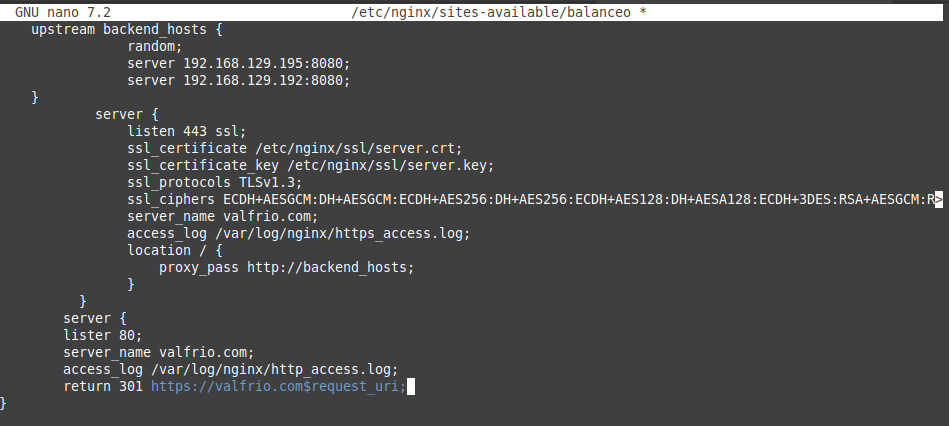 GNU nano 7.2 /etc/nginx/sites-available/balanceo *
upstream backend_hosts {
random;
server 192.168.129.195:8080;
server 192.168.129.192:8080;
}
server {
listen 443 ssl;
ssl_certificate /etc/nginx/ssl/server.crt;
ssl_certificate_key /etc/nginx/ssl/server.key;
ssl_protocols TLSv1.3;
ssl_ciphers ECDH+AESGCM:DH+AESGCM:ECDH+AES256:DH+AES256:ECDH+AES128:DH+AESA128:ECDH+3DES:RSA+AESGCM:R>
server_name valfrio.com;
access_log /var/log/nginx/https_access.log;
location / {
proxy_pass http://backend_hosts;
}
}
server {
lister 80;
server_name valfrio.com;
access_log /var/log/nginx/http_access.log;
return 301 https://valfrio.com$request_uri;
}